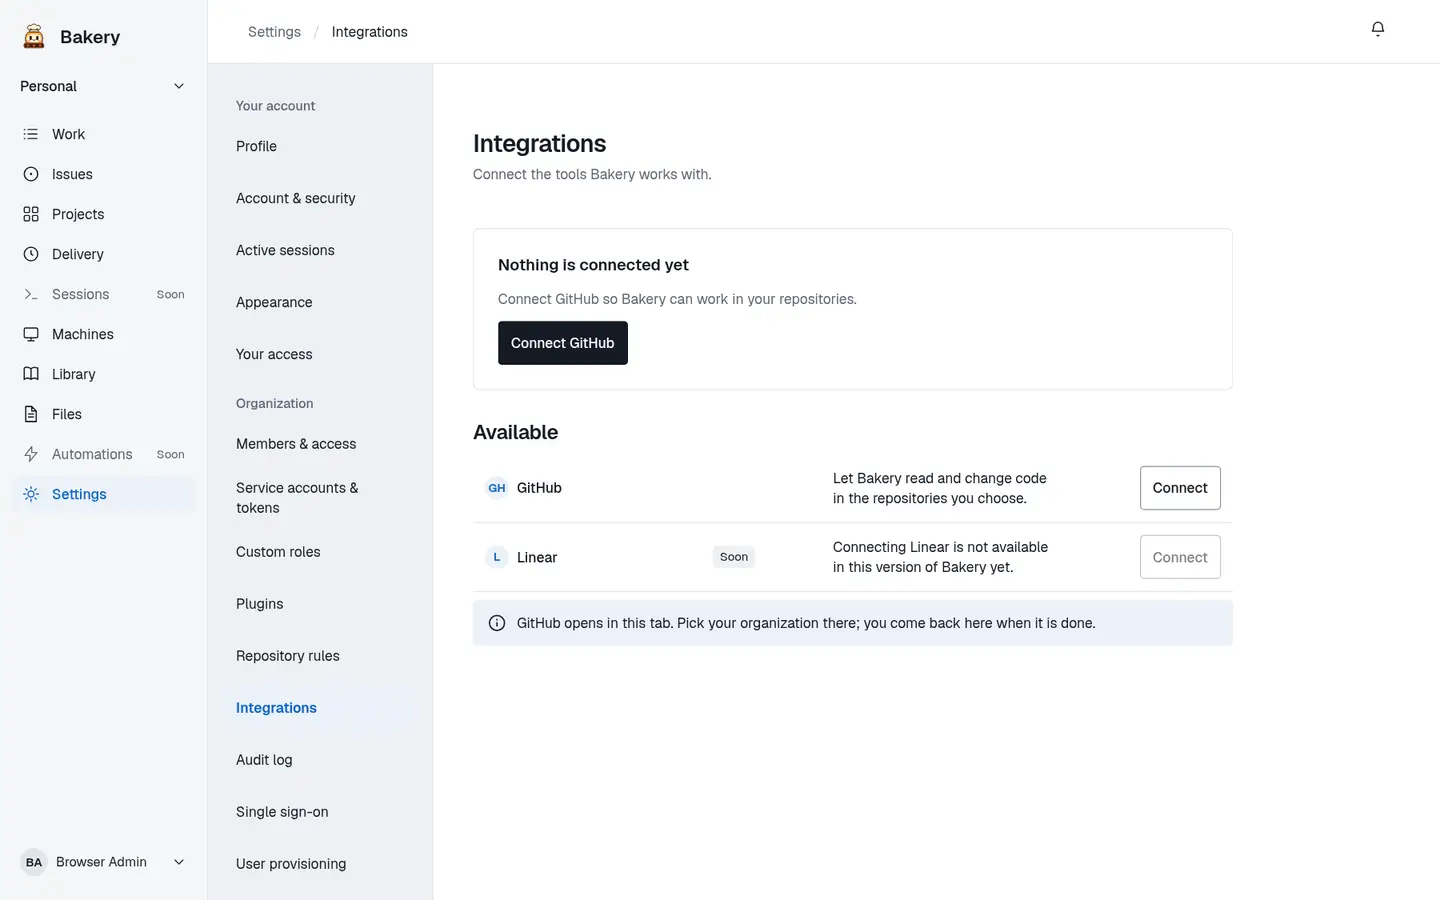 Bakery
Personal
Work
Issues
Projects
Delivery
Sessions Soon
Machines
Library
Files
Automations Soon
Settings
BA Browser Admin
Settings / Integrations
Your account
Profile
Account & security
Active sessions
Appearance
Your access
Organization
Members & access
Service accounts &
tokens
Custom roles
Plugins
Repository rules
Integrations
Audit log
Single sign-on
User provisioning
Integrations
Connect the tools Bakery works with.
Nothing is connected yet
Connect GitHub so Bakery can work in your repositories.
Connect GitHub
Available
GH GitHub
Let Bakery read and change code
in the repositories you choose.
Connect
L Linear
Soon
Connecting Linear is not available
in this version of Bakery yet.
Connect
GitHub opens in this tab. Pick your organization there; you come back here when it is done.